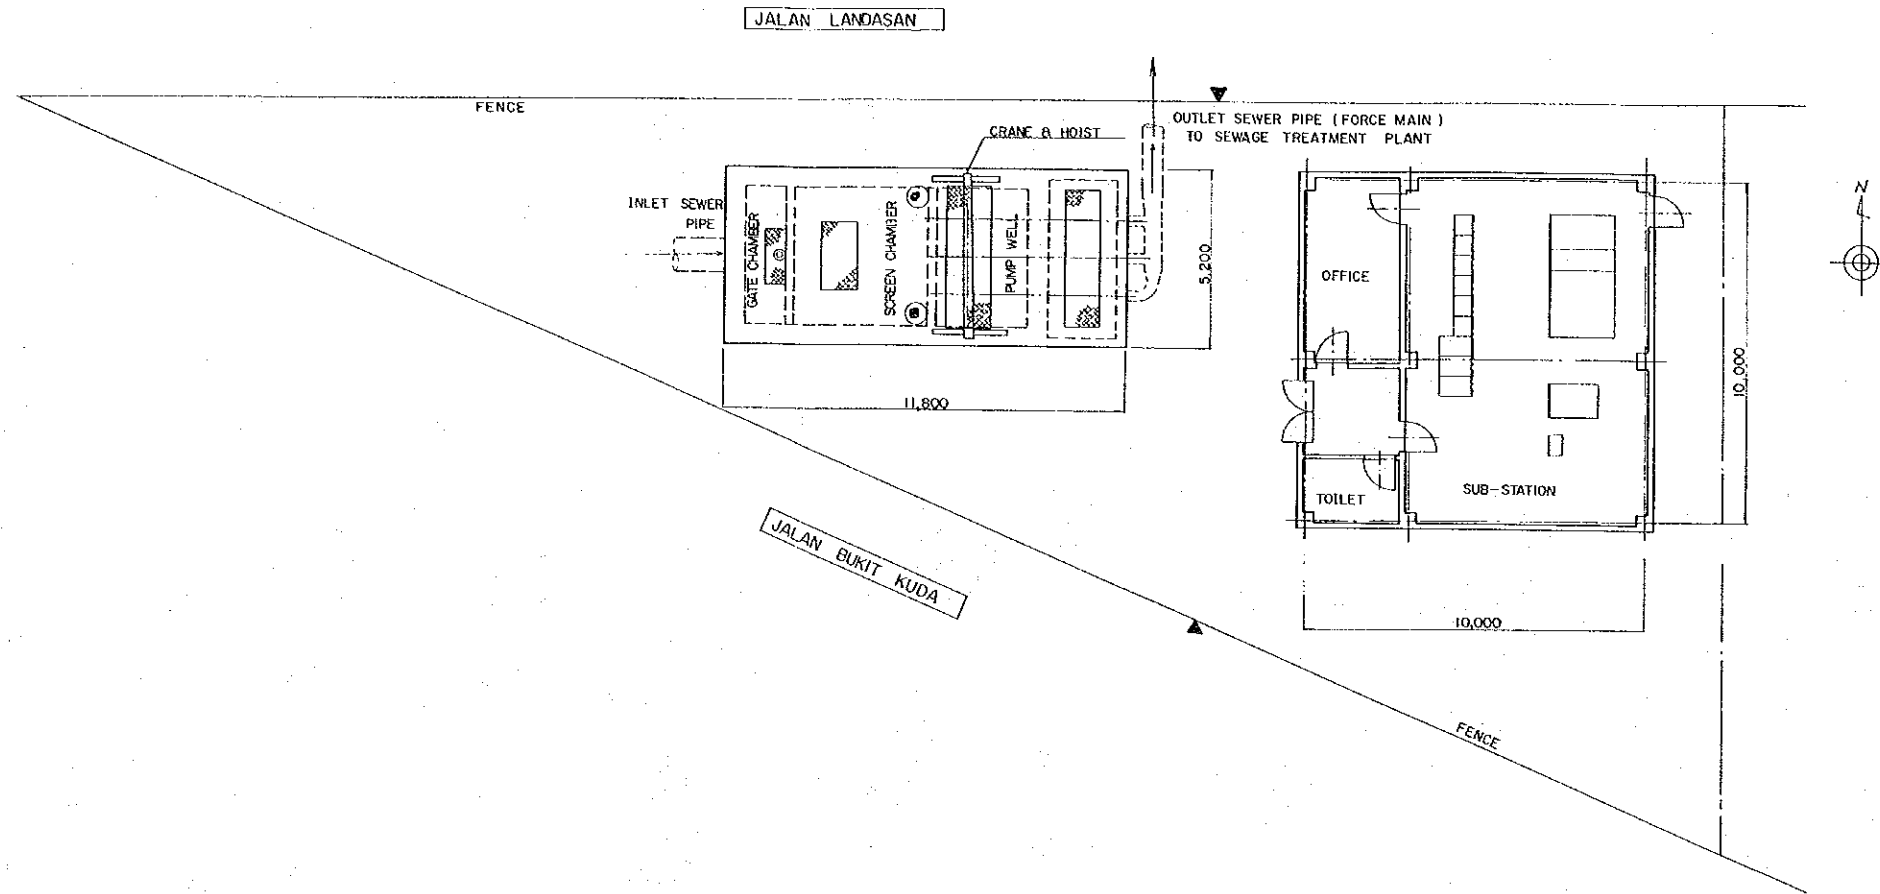 JALAN LANDASAN
FENCE
OUTLET SEWER PIPE (FORCE MAIN)
TO SEWAGE TREATMENT PLANT
CRANE & HOIST
INLET SEWER
PIPE
GATE CHAMBER
SCREEN CHAMBER
PUMP WELL
5,200
11,800
N
OFFICE
TOILET
SUB-STATION
10,000
10,000
JALAN BUKIT KUDA
FENCE